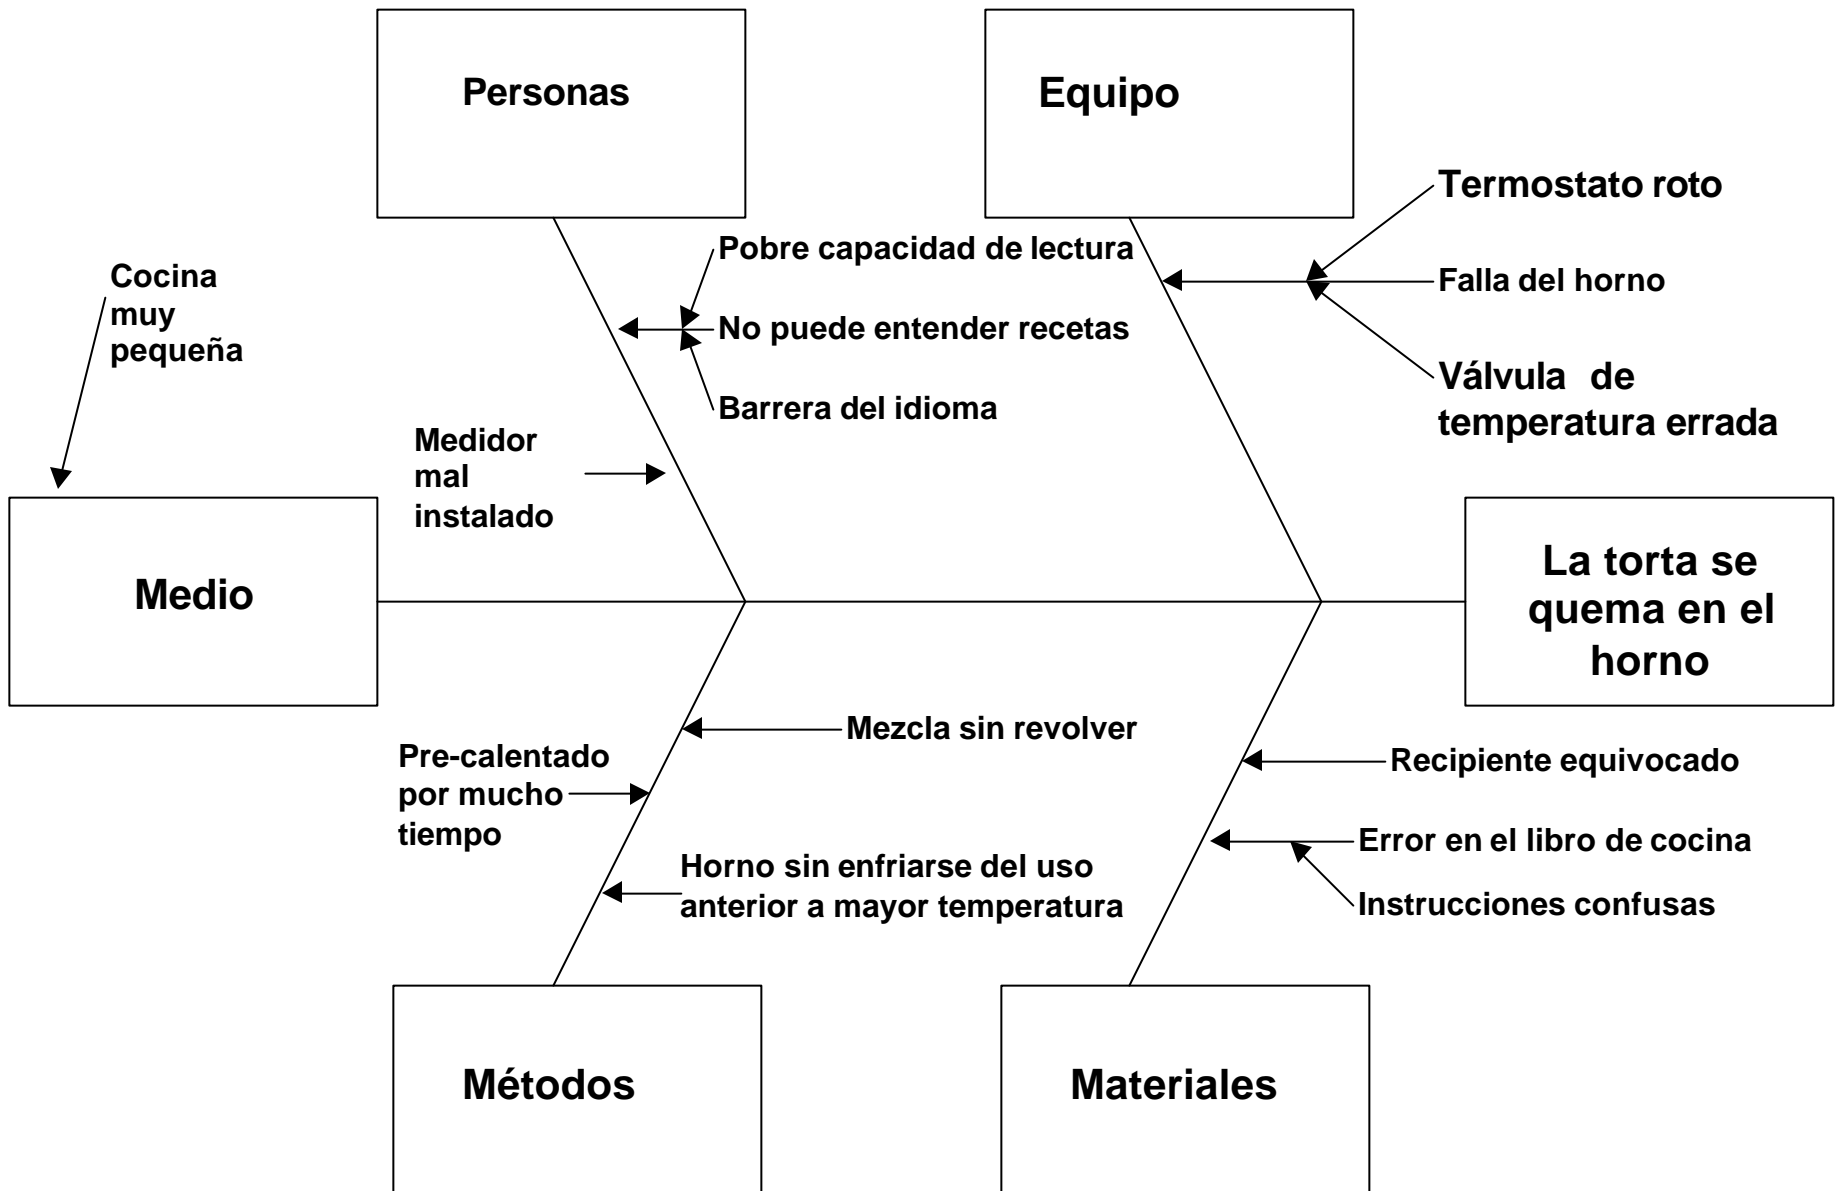 Personas
Equipo
Termostato roto
Pobre capacidad de lectura
Cocina
muy
pequeña
Falla del horno
No puede entender recetas
Válvula de
temperatura errada
Barrera del idioma
Medidor
mal
instalado
Medio
La torta se
quema en el
horno
Mezcla sin revolver
Pre-calentado
por mucho
tiempo
Recipiente equivocado
Error en el libro de cocina
Horno sin enfriarse del uso
anterior a mayor temperatura
Instrucciones confusas
Métodos
Materiales